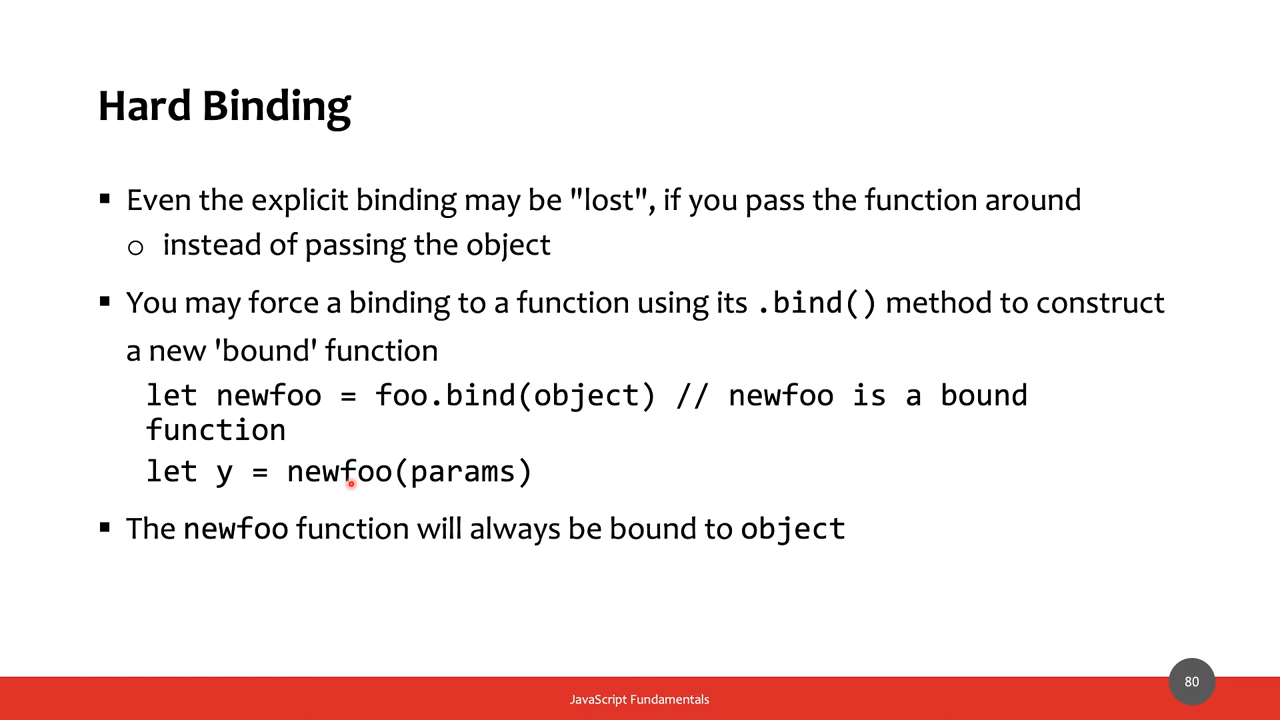 Hard Binding
▪ Even the explicit binding may be "lost", if you pass the function around
o instead of passing the object
▪ You may force a binding to a function using its .bind() method to construct
a new 'bound' function
let newfoo = foo.bind(object) // newfoo is a bound
function
let y = newfoo(params)
▪ The newfoo function will always be bound to object
80
JavaScript Fundamentals